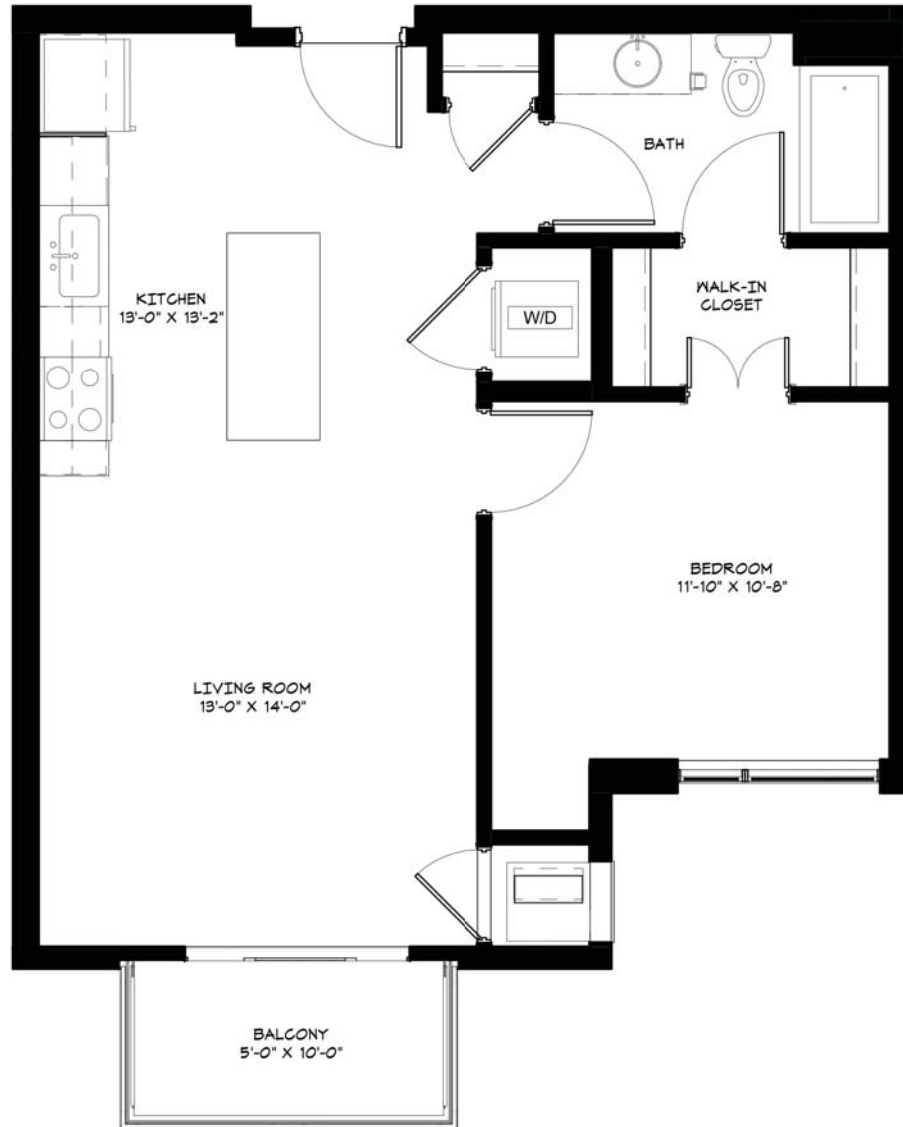 BATH
WALK-IN
CLOSET
KITCHEN
13'-0" X 13'-2"
W/D
BEDROOM
11'-10" X 10'-8"
LIVING ROOM
13'-0" X 14'-0"
BALCONY
5'-0" X 10'-0"